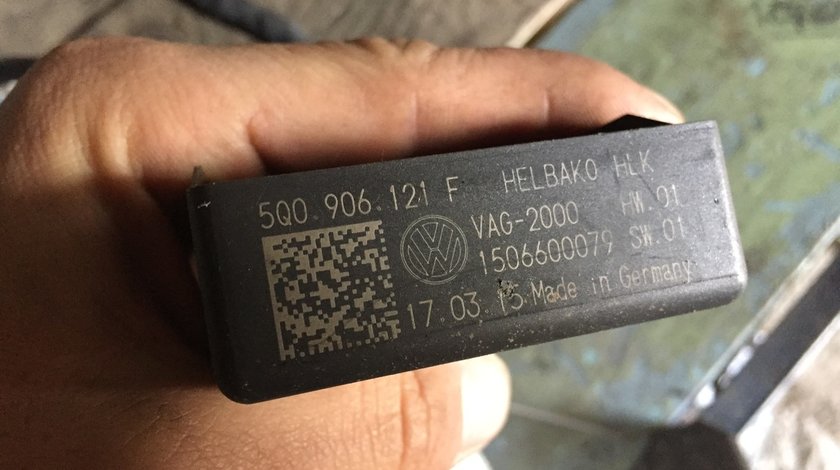 5Q0.906.121 F HELBAKO HLK
VAG-2000 HW.01
1506600079 SW.01
17.03.15 Made in Germany